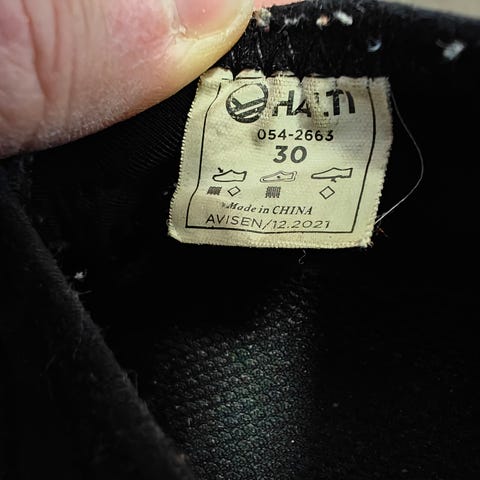 HALTI
054-2663
30
Made in CHINA
AVISEN/12.2021